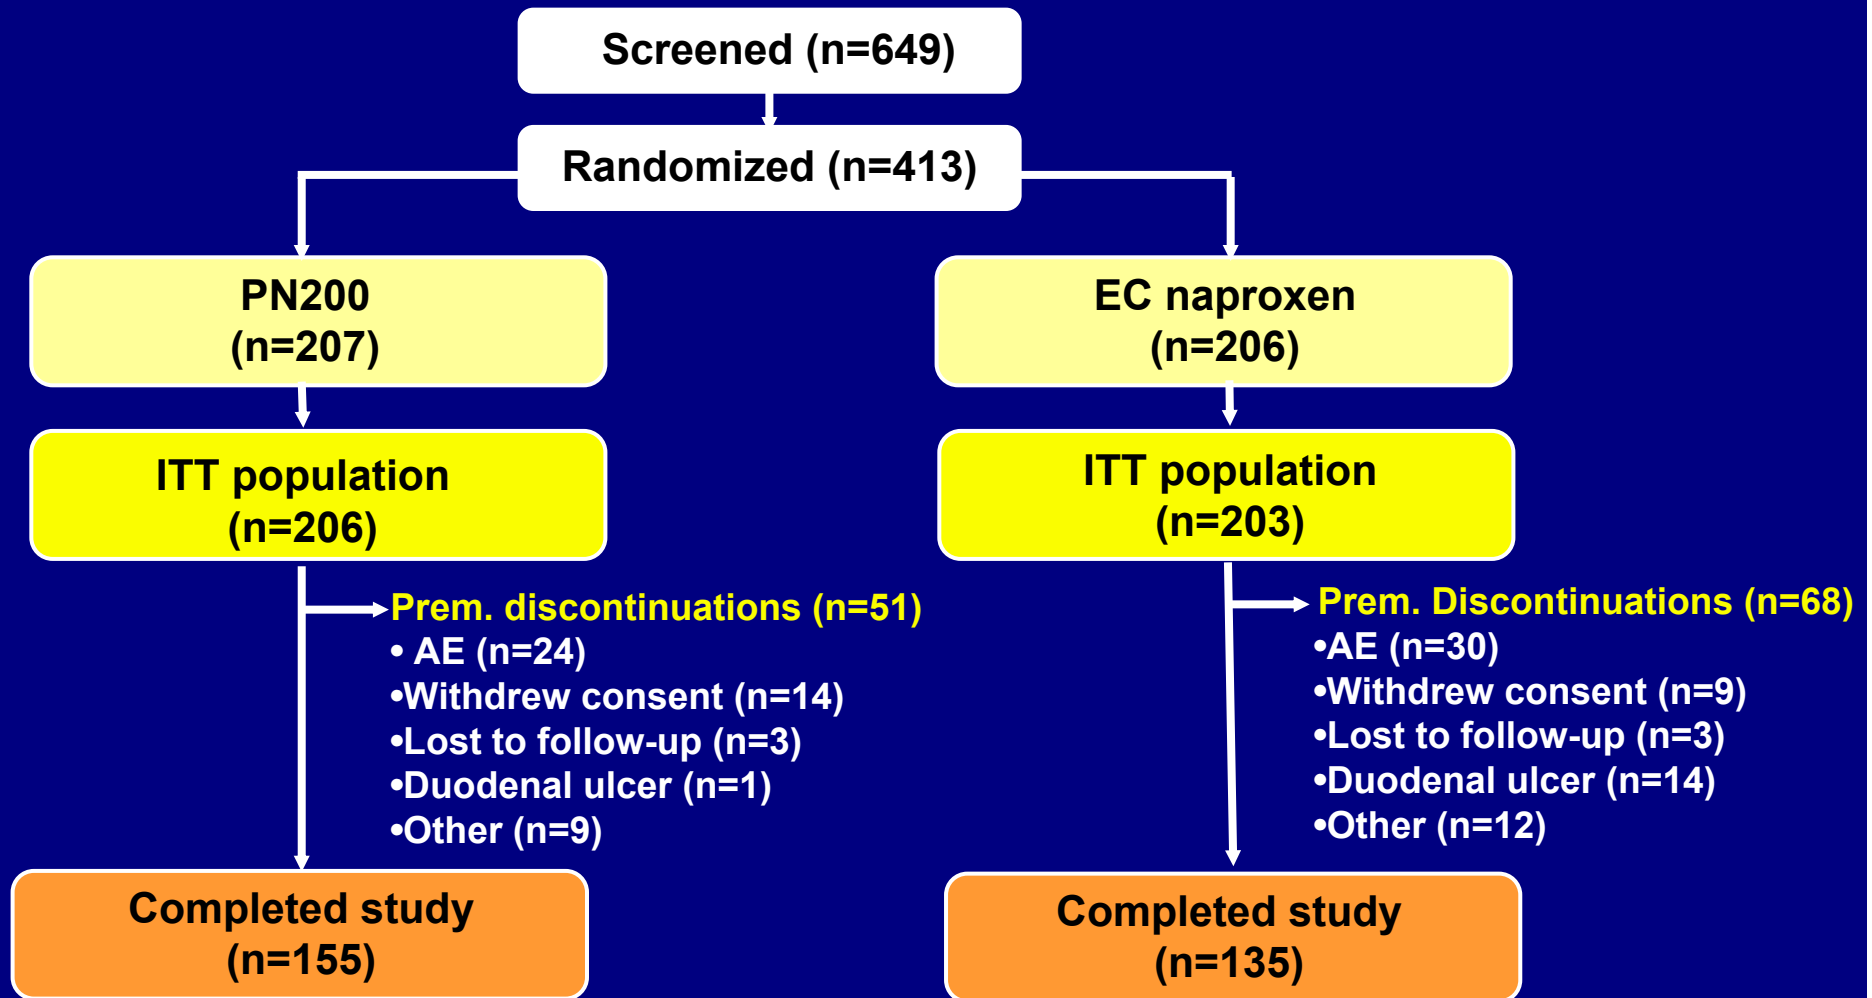 Screened (n=649)
Randomized (n=413)
PN200
(n=207)
ITT population
(n=206)
Prem. discontinuations (n=51)
• AE (n=24)
•Withdrew consent (n=14)
•Lost to follow-up (n=3)
•Duodenal ulcer (n=1)
•Other (n=9)
Completed study
(n=155)
EC naproxen
(n=206)
ITT population
(n=203)
Prem. Discontinuations (n=68)
•AE (n=30)
•Withdrew consent (n=9)
•Lost to follow-up (n=3)
•Duodenal ulcer (n=14)
•Other (n=12)
Completed study
(n=135)